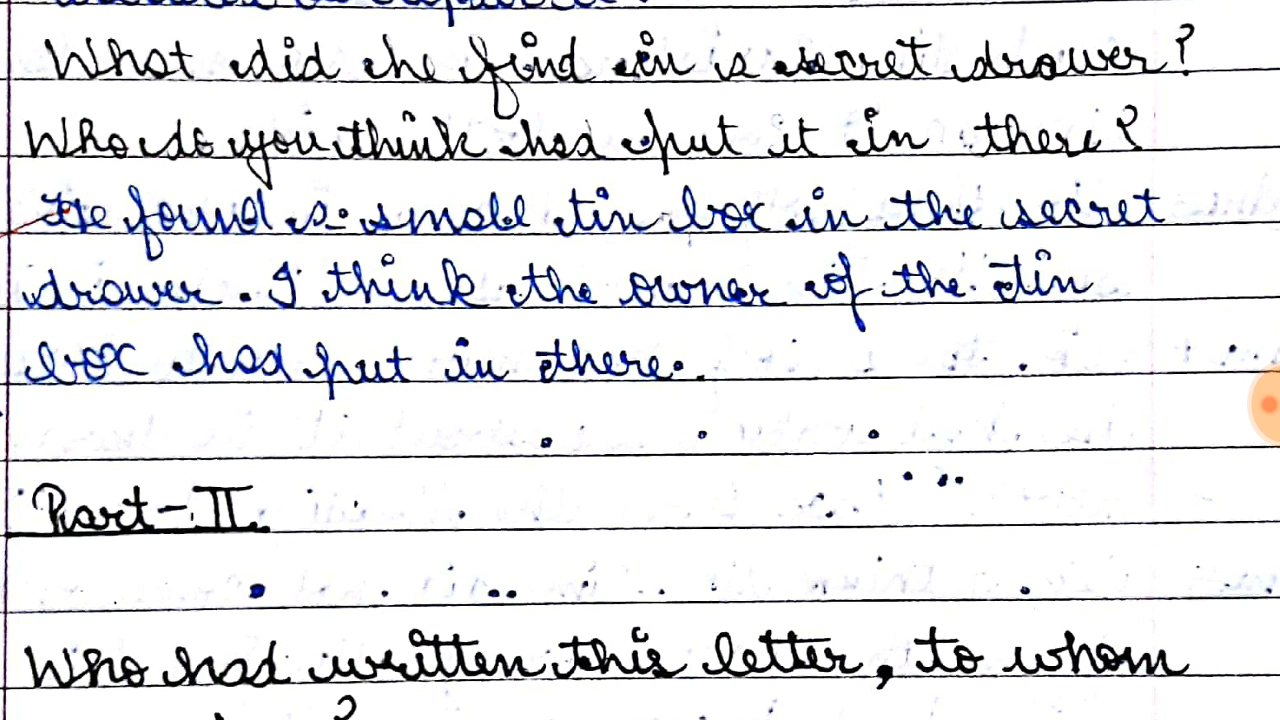 What did he find in a secret drawer?
Who do you think had put it in there?
He found a small tin box in the secret
drawer. I think the owner of the Tin
box had put in there.
Part-II.
Who had written this letter, to whom
?